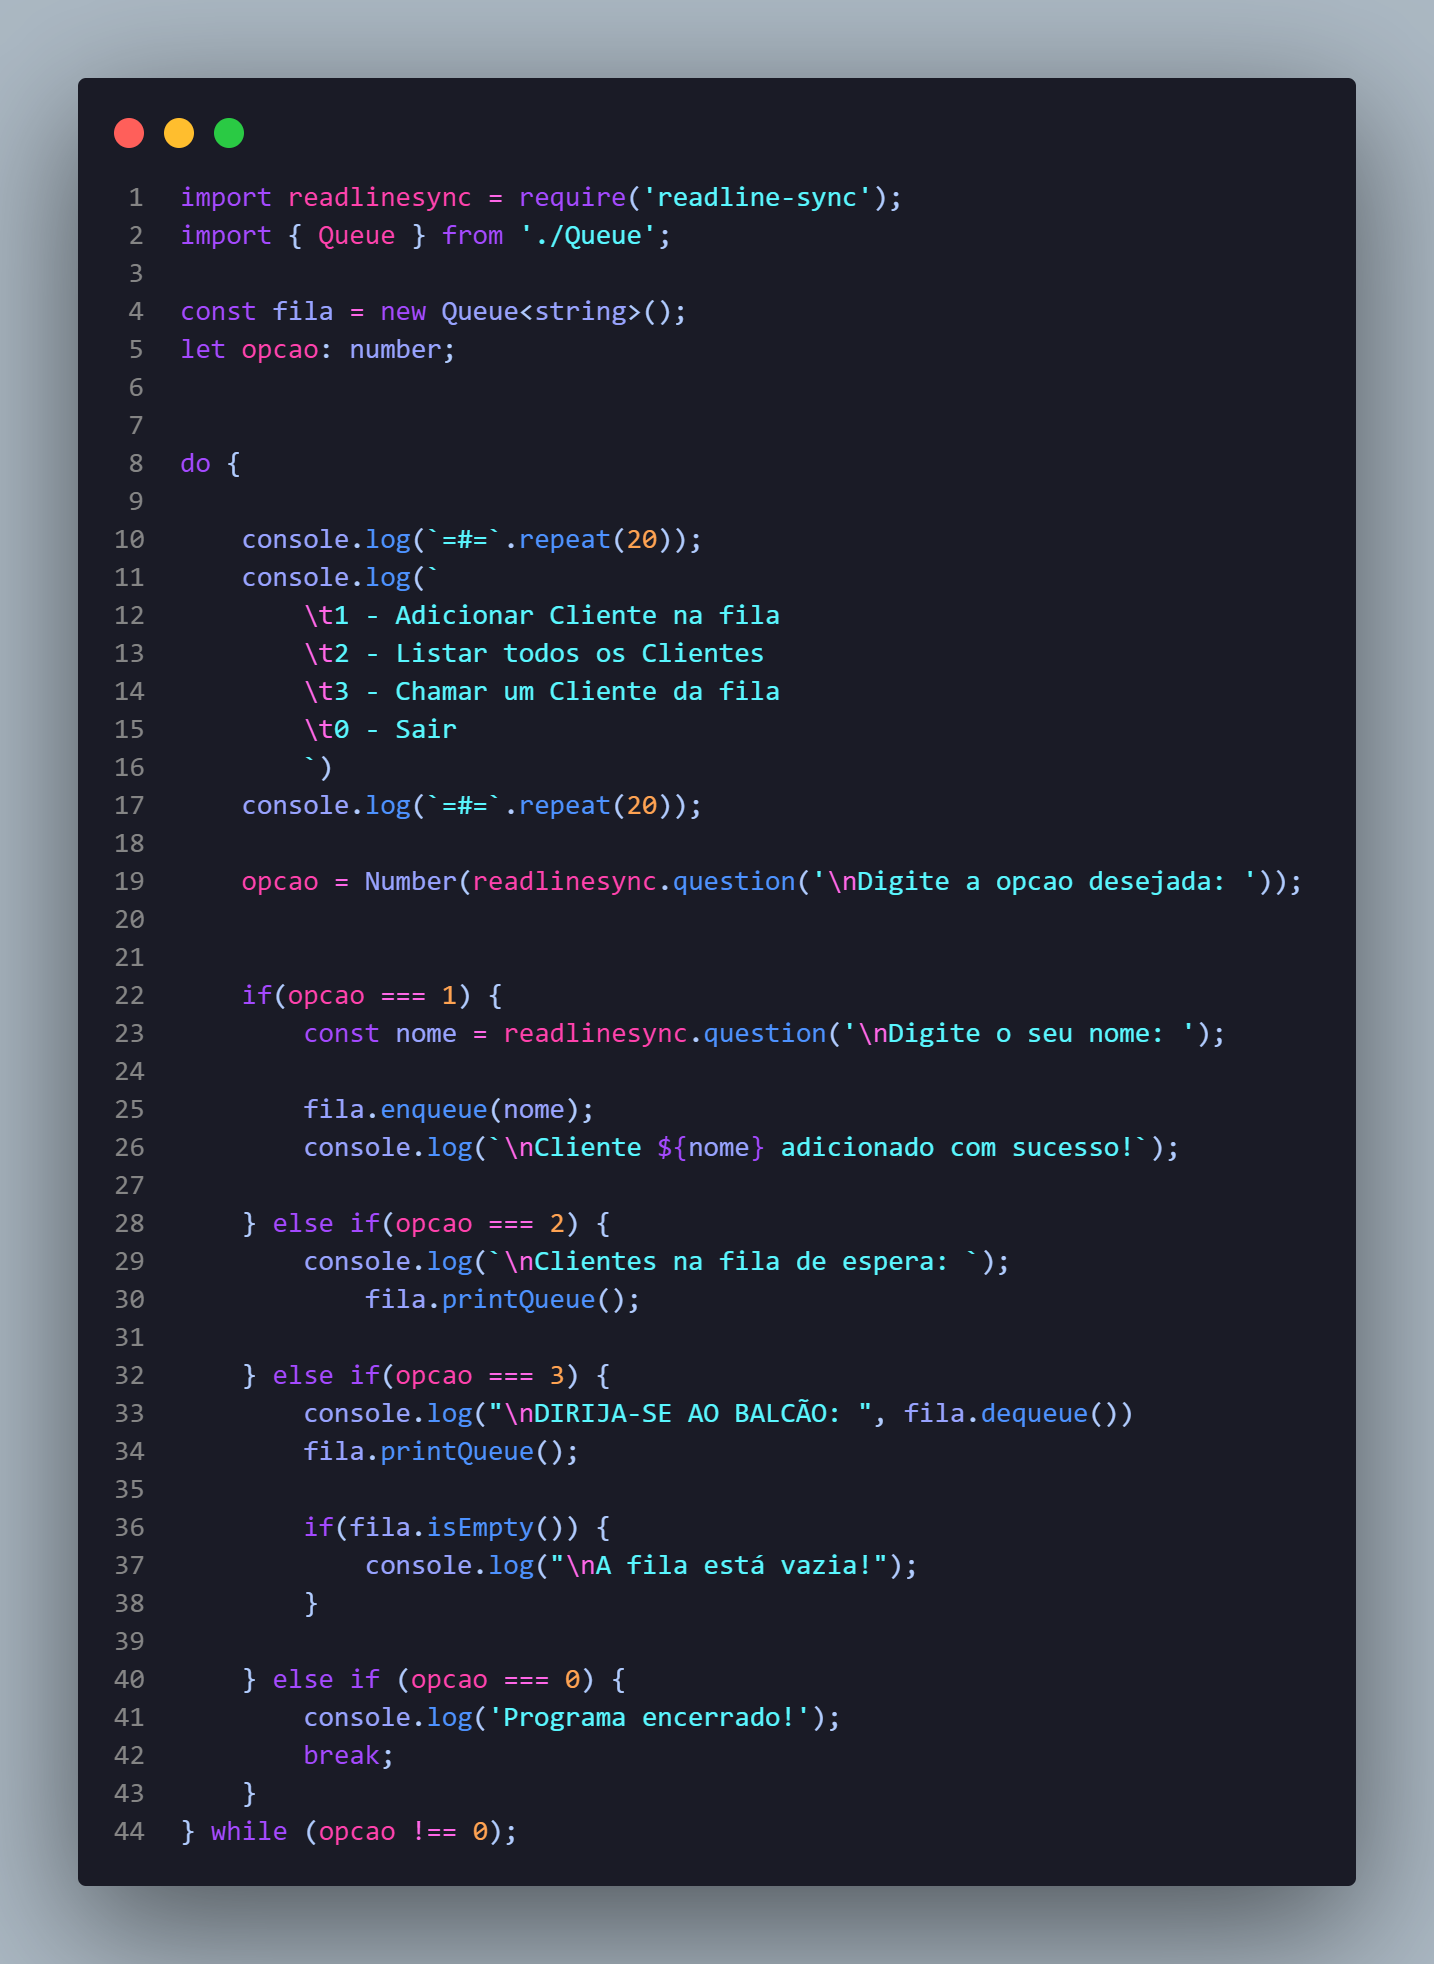 1 import readlinesync = require('readline-sync');
2 import { Queue } from './Queue';
3
4 const fila = new Queue<string>();
5 let opcao: number;
6
7
8 do {
9
10     console.log(`=#=`.repeat(20));
11     console.log(`
12         \t1 - Adicionar Cliente na fila
13         \t2 - Listar todos os Clientes
14         \t3 - Chamar um Cliente da fila
15         \t0 - Sair
16         `)
17     console.log(`=#=`.repeat(20));
18
19     opcao = Number(readlinesync.question('\nDigite a opcao desejada: '));
20
21
22     if(opcao === 1) {
23         const nome = readlinesync.question('\nDigite o seu nome: ');
24
25         fila.enqueue(nome);
26         console.log(`\nCliente ${nome} adicionado com sucesso!`);
27
28     } else if(opcao === 2) {
29         console.log(`\nClientes na fila de espera: `);
30             fila.printQueue();
31
32     } else if(opcao === 3) {
33         console.log("\nDIRIJA-SE AO BALCÃO: ", fila.dequeue())
34         fila.printQueue();
35
36         if(fila.isEmpty()) {
37             console.log("\nA fila está vazia!");
38         }
39
40     } else if (opcao === 0) {
41         console.log('Programa encerrado!');
42         break;
43     }
44 } while (opcao !== 0);